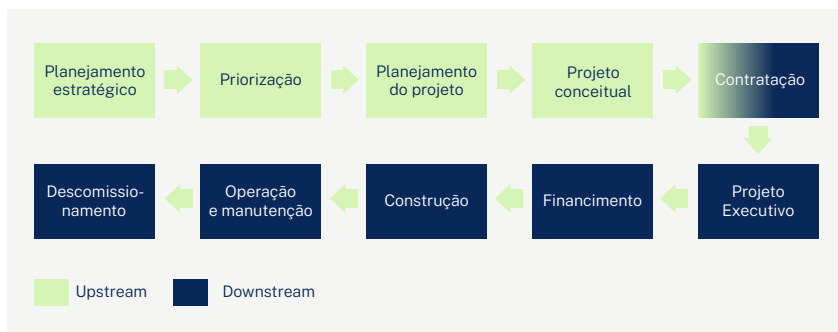 Planejamento
estratégico
Priorização
Planejamento
do projeto
Projeto
conceitual
Contratação
Descomissio-
namento
Operação
e manutenção
Construção
Financimento
Projeto
Executivo
Upstream
Downstream